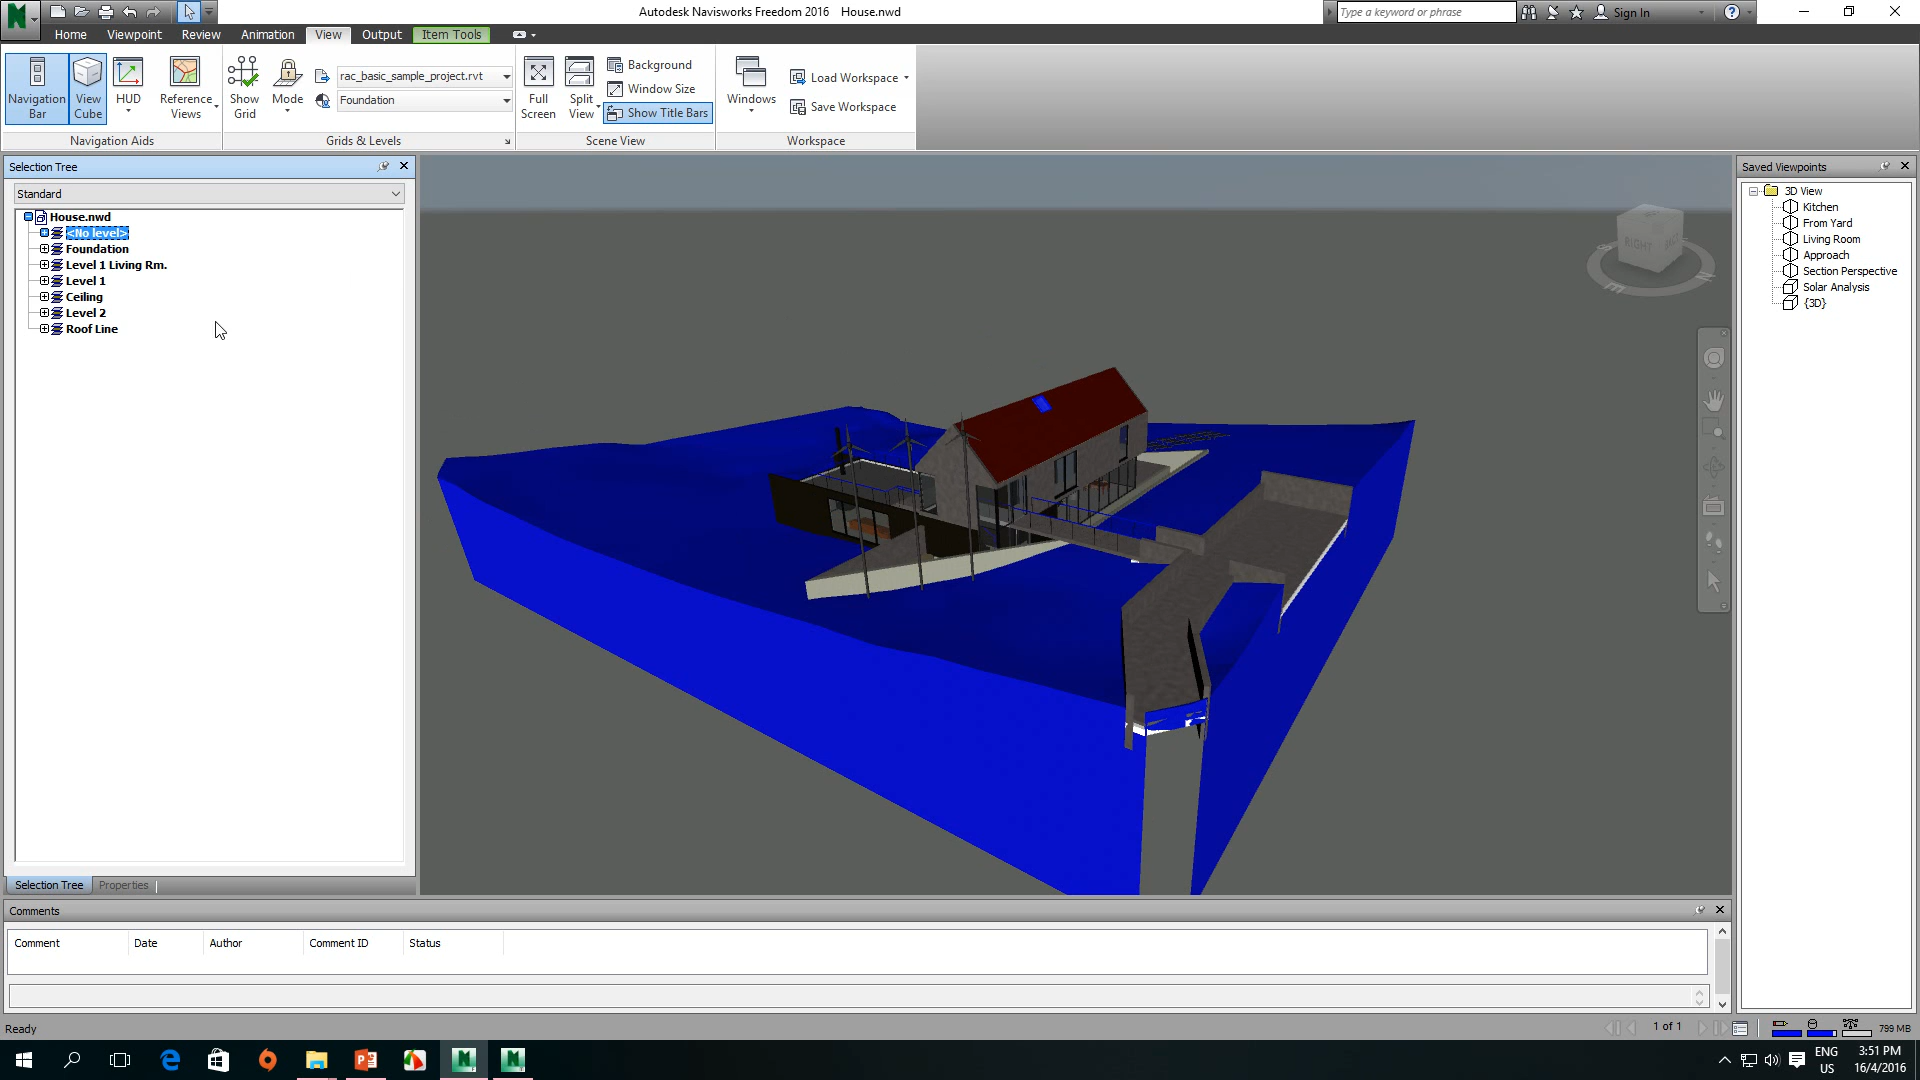 Autodesk Navisworks Freedom 2016 House.nwd
Type a keyword or phrase
Sign In
Home Viewpoint Review Animation View Output Item Tools
Navigation Bar
View Cube
HUD
Reference Views
Navigation Aids
Show Grid
Mode
rac_basic_sample_project.rvt
Foundation
Grids & Levels
Full Screen
Split View
Background
Window Size
Show Title Bars
Scene View
Windows
Load Workspace
Save Workspace
Workspace
Selection Tree
Standard
House.nwd
<No level>
Foundation
Level 1 Living Rm.
Level 1
Ceiling
Level 2
Roof Line
Selection Tree Properties
RIGHT
Saved Viewpoints
3D View
Kitchen
From Yard
Living Room
Approach
Section Perspective
Solar Analysis
{3D}
Comments
Comment Date Author Comment ID Status
Ready
1 of 1
799 MB
ENG
US
3:51 PM
16/4/2016